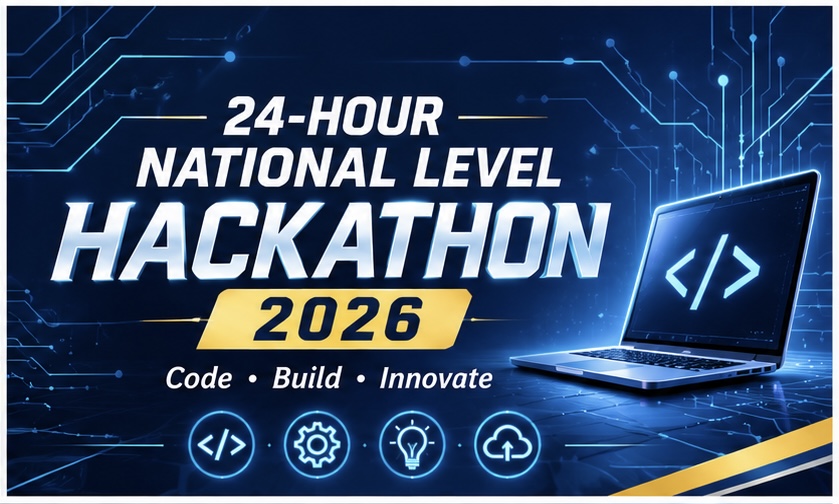 24-HOUR
NATIONAL LEVEL
HACKATHON
2026
Code • Build • Innovate
</>
</>